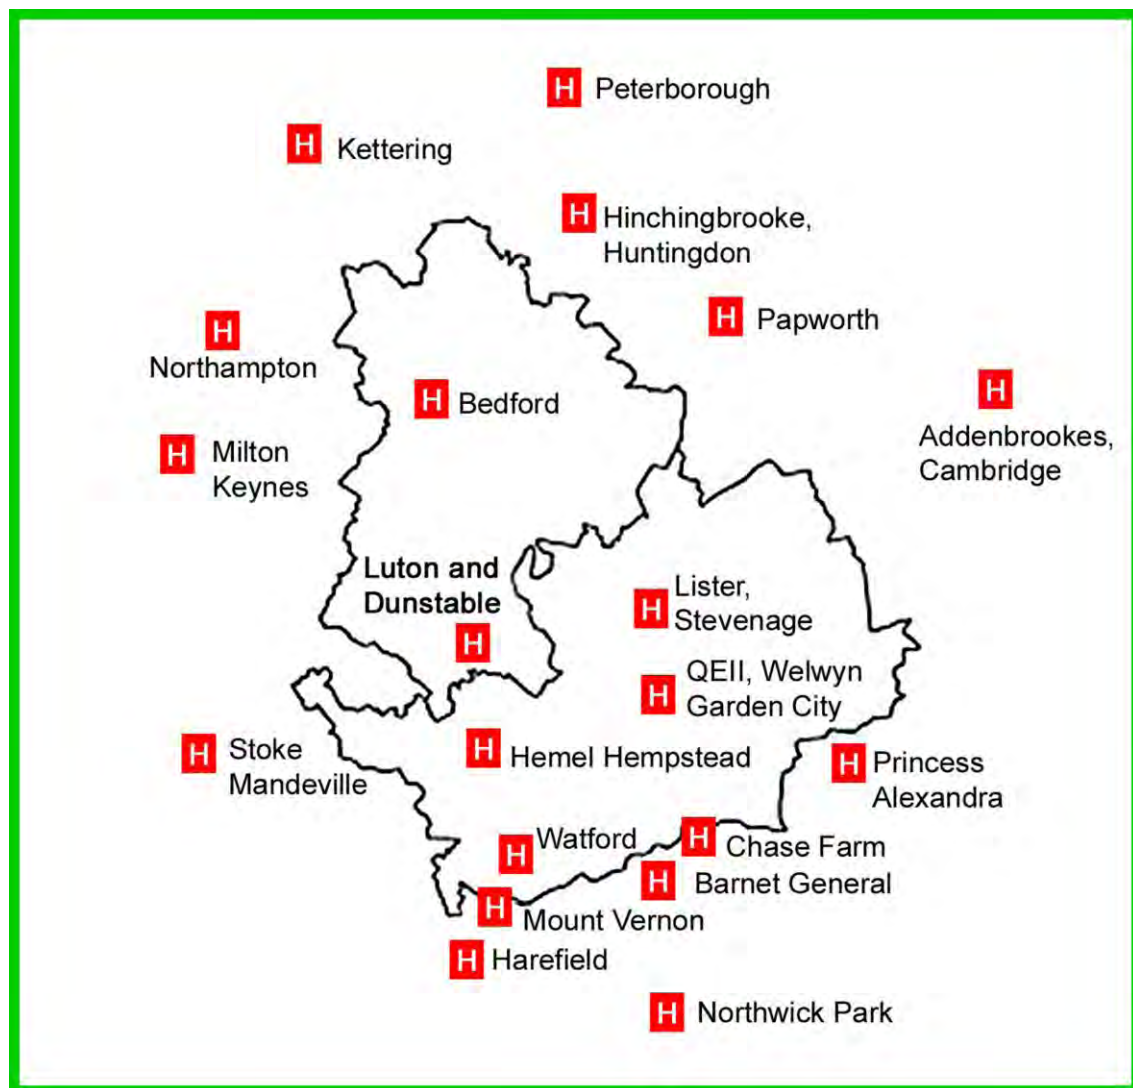 H Peterborough
H Kettering
H Hinchingbrooke,
Huntingdon
H Papworth
H
Northampton
H
Addenbrookes,
Cambridge
H Bedford
H Milton
Keynes
Luton and
Dunstable
H
H Lister,
Stevenage
H QEII, Welwyn
Garden City
H Stoke
Mandeville
H Hemel Hempstead
H Princess
Alexandra
H Watford
H Chase Farm
H Barnet General
H Mount Vernon
H Harefield
H Northwick Park